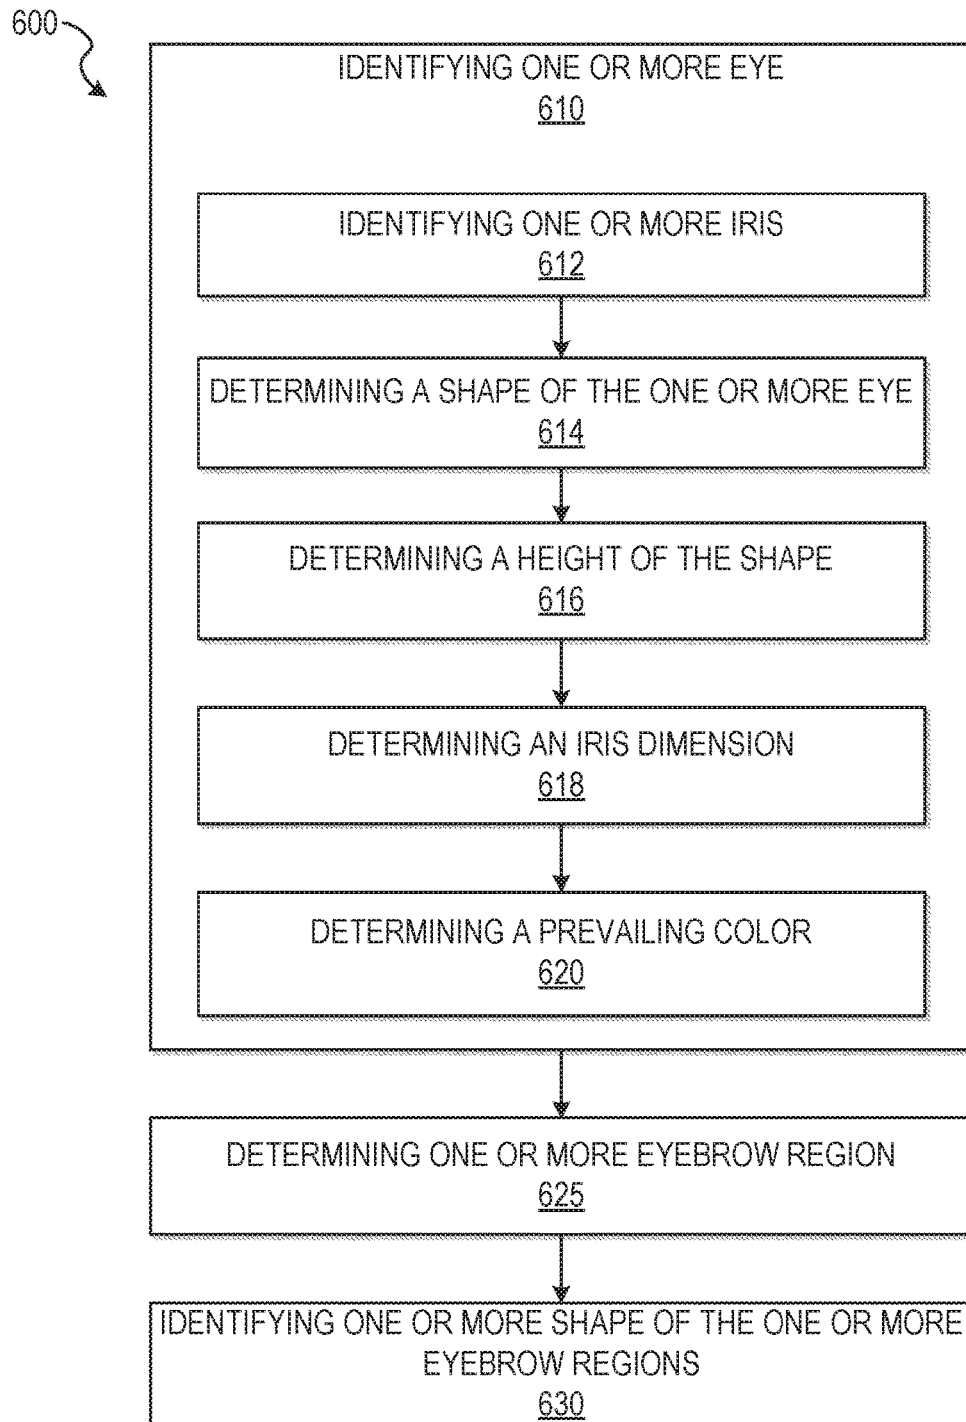 600
IDENTIFYING ONE OR MORE EYE
610
IDENTIFYING ONE OR MORE IRIS
612
DETERMINING A SHAPE OF THE ONE OR MORE EYE
614
DETERMINING A HEIGHT OF THE SHAPE
616
DETERMINING AN IRIS DIMENSION
618
DETERMINING A PREVAILING COLOR
620
DETERMINING ONE OR MORE EYEBROW REGION
625
IDENTIFYING ONE OR MORE SHAPE OF THE ONE OR MORE
EYEBROW REGIONS
630